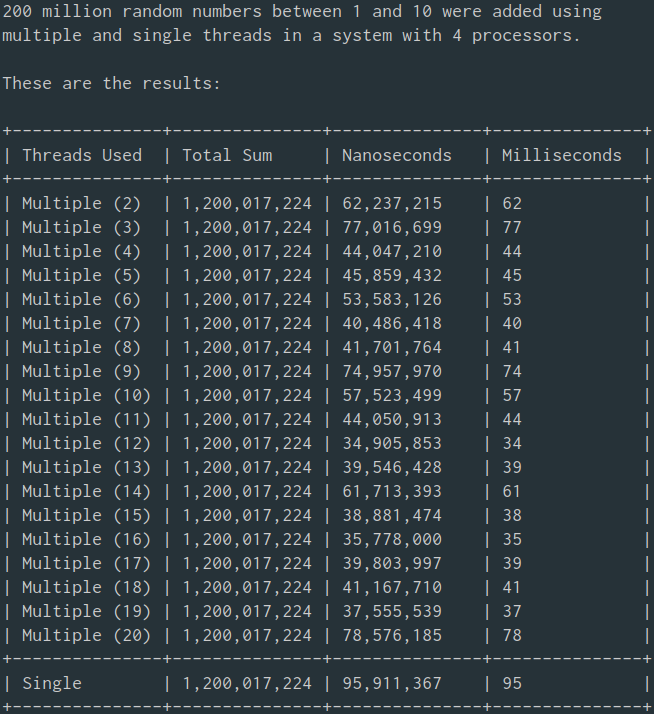 200 million random numbers between 1 and 10 were added using
multiple and single threads in a system with 4 processors.

These are the results:

+---------------+---------------+---------------+---------------+
| Threads Used  | Total Sum     | Nanoseconds   | Milliseconds  |
+---------------+---------------+---------------+---------------+
| Multiple (2)  | 1,200,017,224 | 62,237,215    | 62            |
| Multiple (3)  | 1,200,017,224 | 77,016,699    | 77            |
| Multiple (4)  | 1,200,017,224 | 44,047,210    | 44            |
| Multiple (5)  | 1,200,017,224 | 45,859,432    | 45            |
| Multiple (6)  | 1,200,017,224 | 53,583,126    | 53            |
| Multiple (7)  | 1,200,017,224 | 40,486,418    | 40            |
| Multiple (8)  | 1,200,017,224 | 41,701,764    | 41            |
| Multiple (9)  | 1,200,017,224 | 74,957,970    | 74            |
| Multiple (10) | 1,200,017,224 | 57,523,499    | 57            |
| Multiple (11) | 1,200,017,224 | 44,050,913    | 44            |
| Multiple (12) | 1,200,017,224 | 34,905,853    | 34            |
| Multiple (13) | 1,200,017,224 | 39,546,428    | 39            |
| Multiple (14) | 1,200,017,224 | 61,713,393    | 61            |
| Multiple (15) | 1,200,017,224 | 38,881,474    | 38            |
| Multiple (16) | 1,200,017,224 | 35,778,000    | 35            |
| Multiple (17) | 1,200,017,224 | 39,803,997    | 39            |
| Multiple (18) | 1,200,017,224 | 41,167,710    | 41            |
| Multiple (19) | 1,200,017,224 | 37,555,539    | 37            |
| Multiple (20) | 1,200,017,224 | 78,576,185    | 78            |
+---------------+---------------+---------------+---------------+
| Single        | 1,200,017,224 | 95,911,367    | 95            |
+---------------+---------------+---------------+---------------+